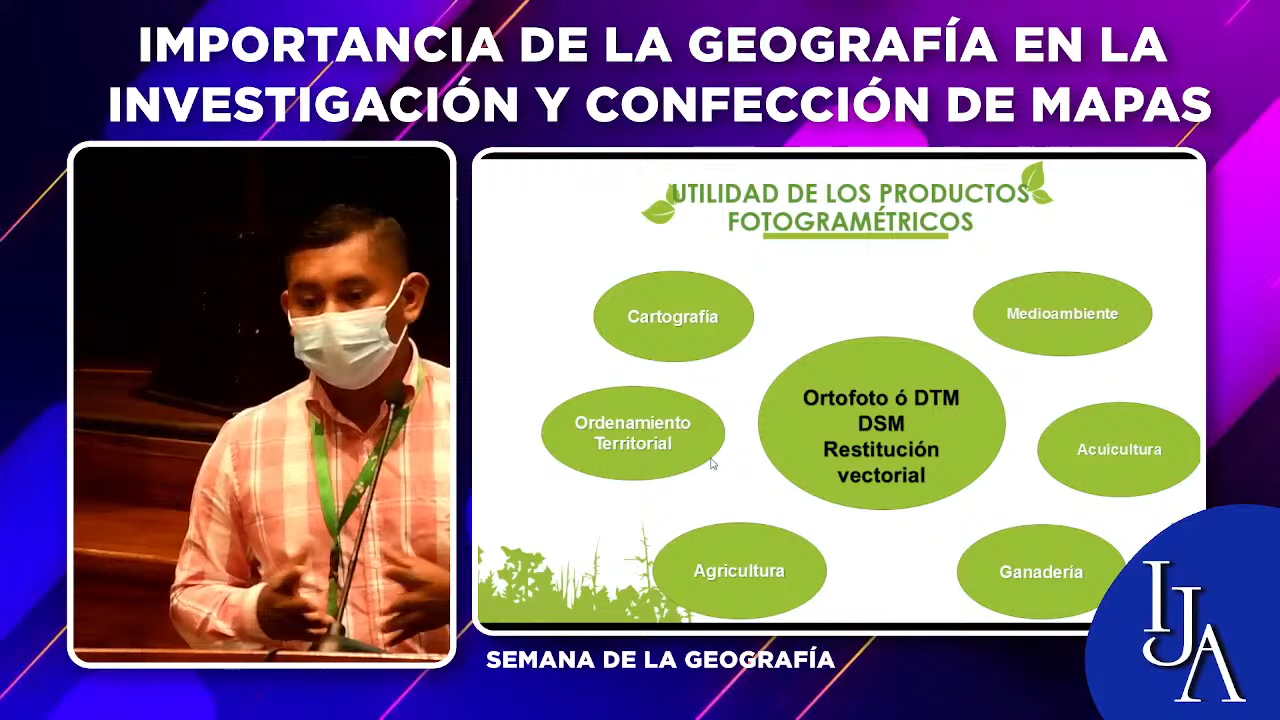 IMPORTANCIA DE LA GEOGRAFÍA EN LA
INVESTIGACIÓN Y CONFECCIÓN DE MAPAS
UTILIDAD DE LOS PRODUCTOS
FOTOGRAMÉTRICOS
Cartografía
Medioambiente
Ortofoto ó DTM
DSM
Restitución
vectorial
Ordenamiento
Territorial
Acuicultura
Agricultura
Ganadería
SEMANA DE LA GEOGRAFÍA
IJA